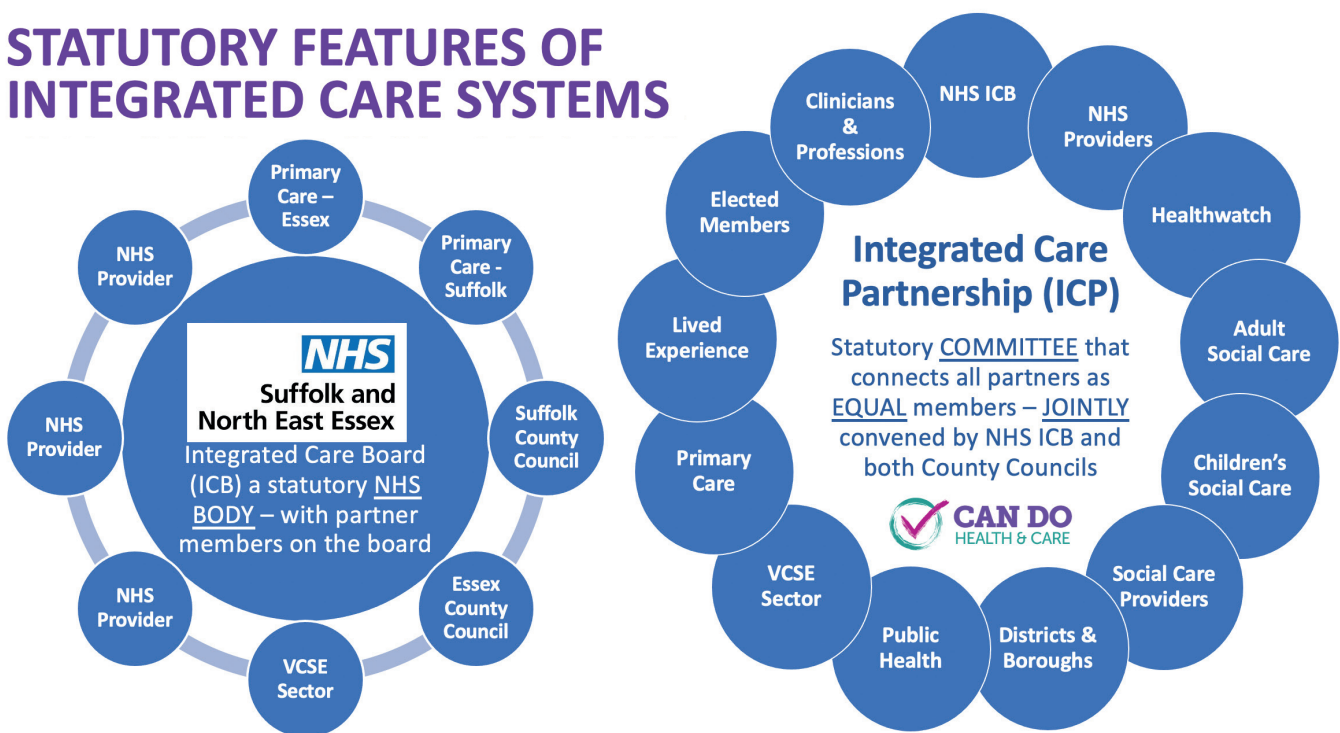 STATUTORY FEATURES OF
INTEGRATED CARE SYSTEMS
Primary
Care –
Essex
Primary
Care -
Suffolk
Suffolk
County
Council
Essex
County
Council
VCSE
Sector
NHS
Provider
NHS
Provider
NHS
Provider
NHS
Suffolk and
North East Essex
Integrated Care Board
(ICB) a statutory NHS
BODY – with partner
members on the board
NHS ICB
NHS
Providers
Healthwatch
Adult
Social Care
Children's
Social Care
Social Care
Providers
Districts &
Boroughs
Public
Health
VCSE
Sector
Primary
Care
Lived
Experience
Elected
Members
Clinicians
&
Professions
Integrated Care
Partnership (ICP)
Statutory COMMITTEE that
connects all partners as
EQUAL members – JOINTLY
convened by NHS ICB and
both County Councils
CAN DO
HEALTH & CARE